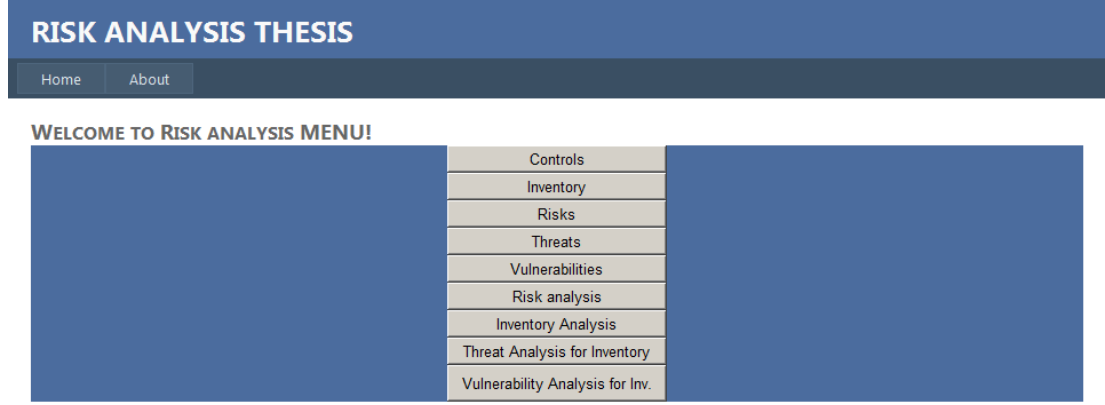 RISK ANALYSIS THESIS
Home About
WELCOME TO RISK ANALYSIS MENU!
Controls
Inventory
Risks
Threats
Vulnerabilities
Risk analysis
Inventory Analysis
Threat Analysis for Inventory
Vulnerability Analysis for Inv.